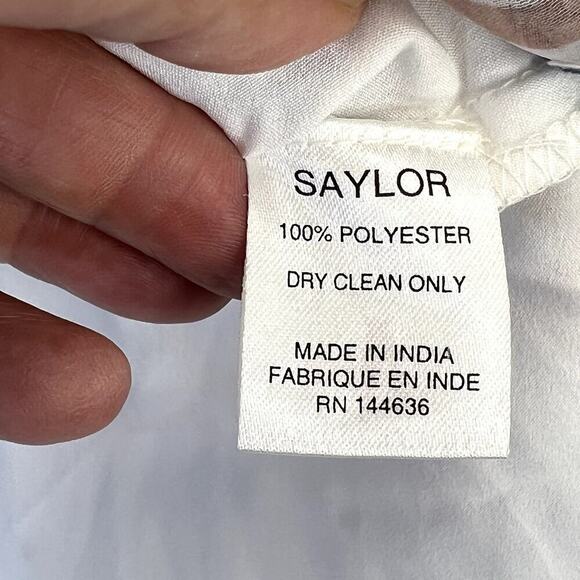 SAYLOR
100% POLYESTER
DRY CLEAN ONLY
MADE IN INDIA
FABRIQUE EN INDE
RN 144636